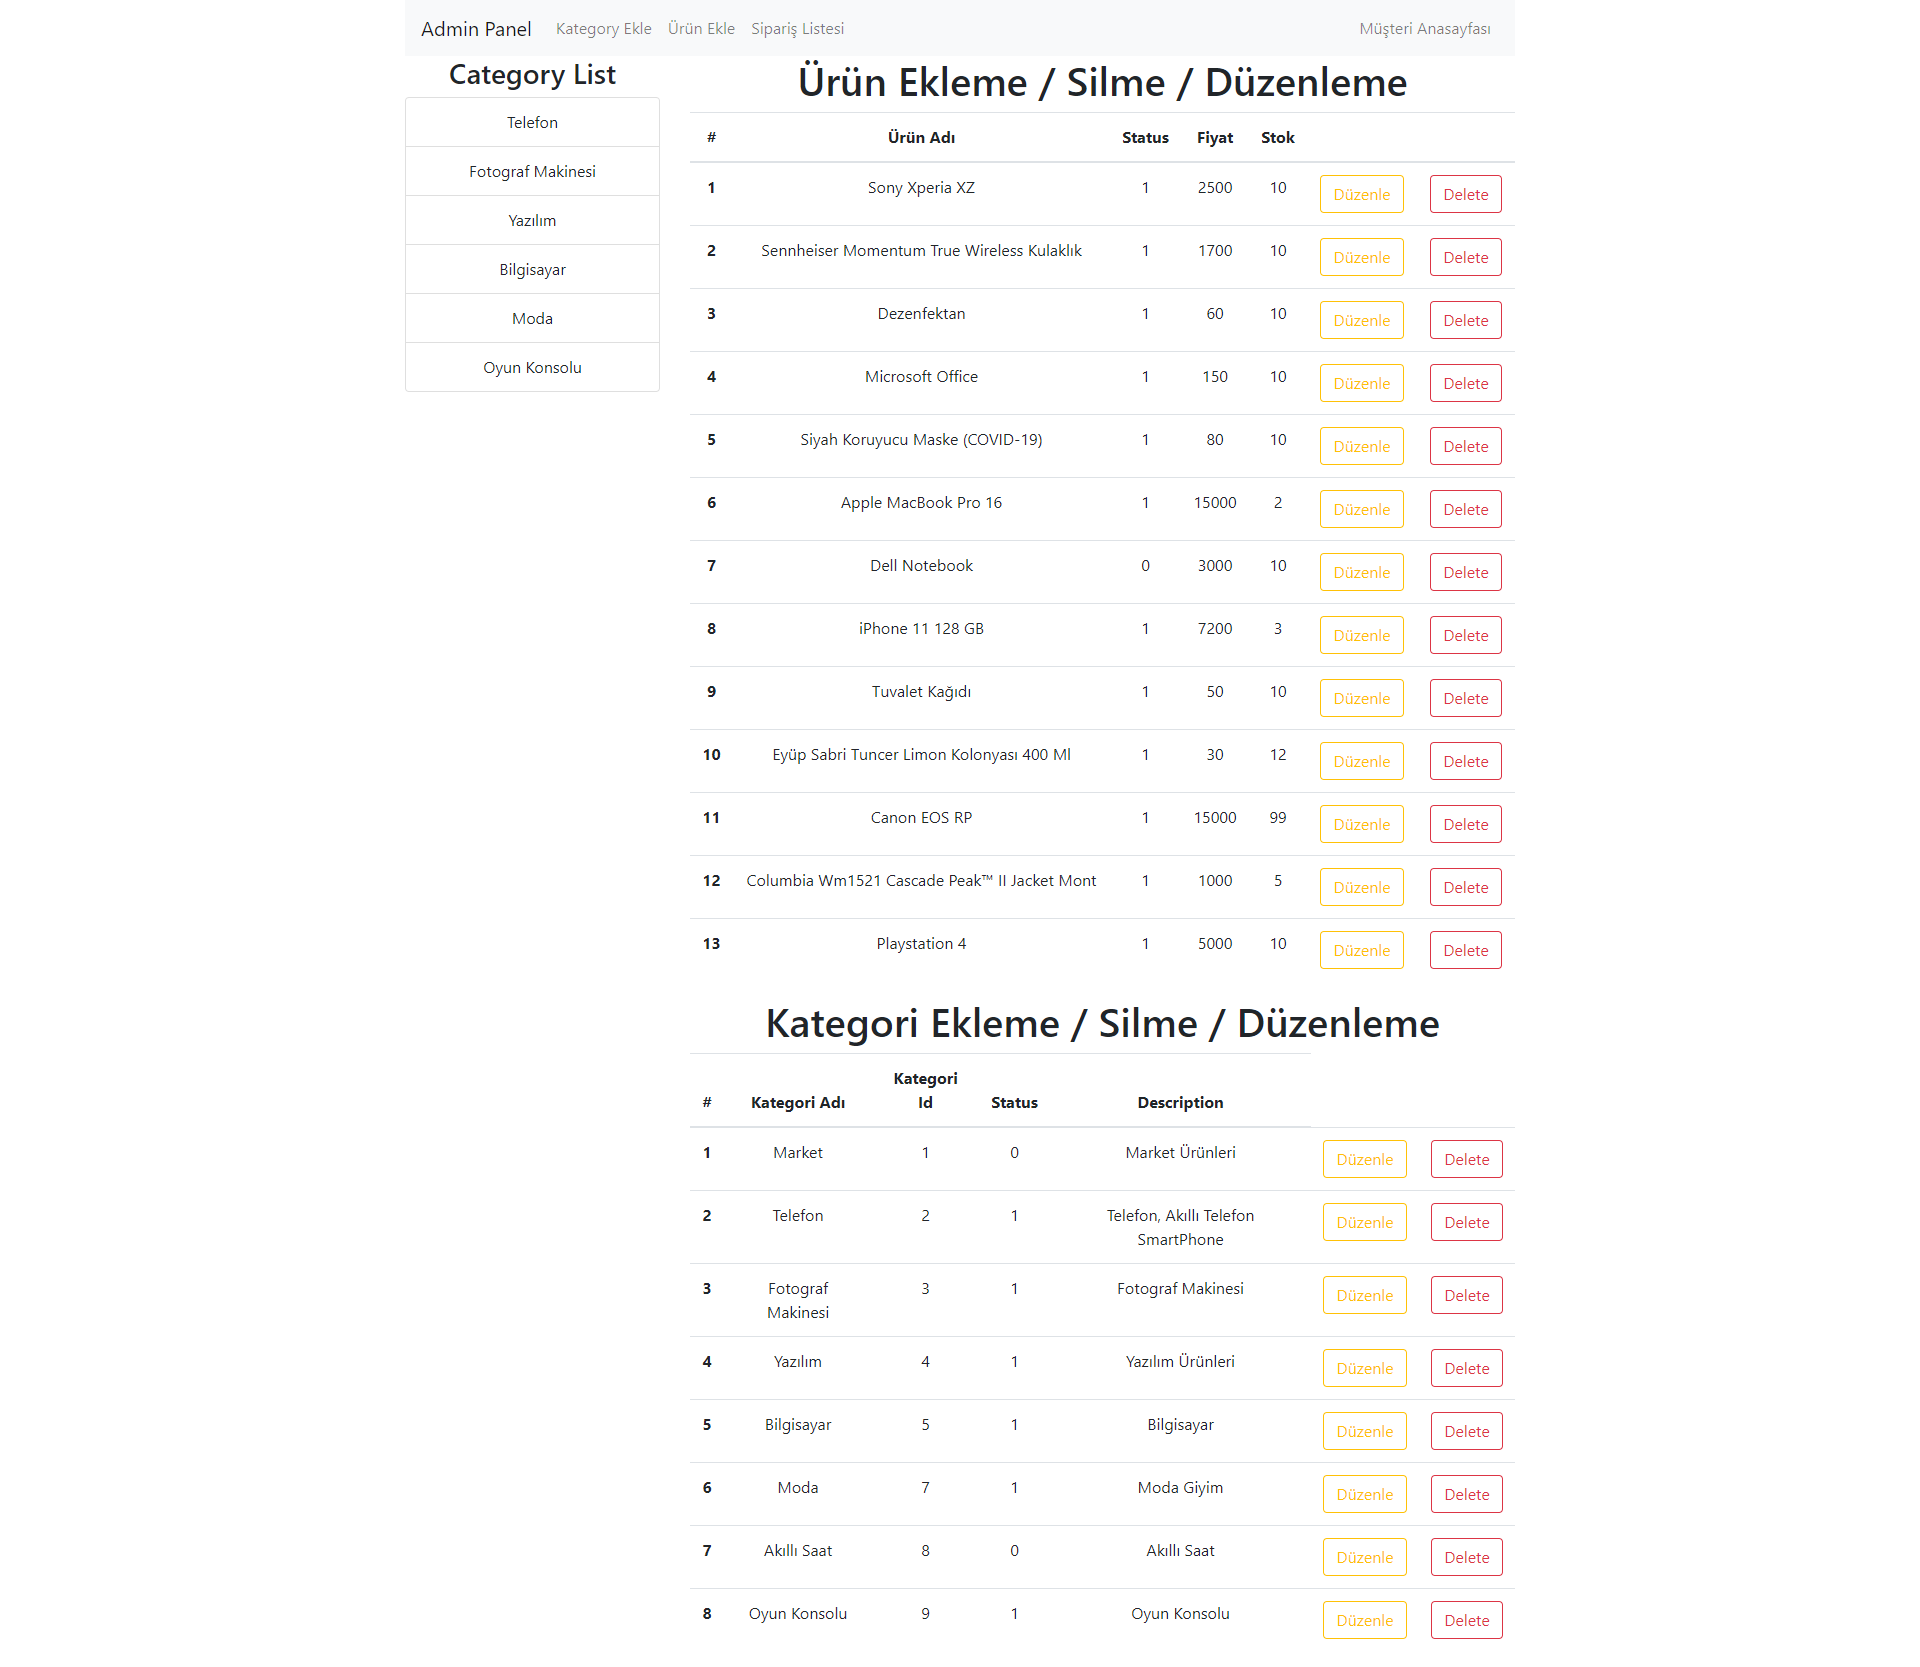 Admin Panel Kategory Ekle Ürün Ekle Sipariş Listesi Müşteri Anasayfası
Category List
Telefon
Fotograf Makinesi
Yazılım
Bilgisayar
Moda
Oyun Konsolu
Ürün Ekleme / Silme / Düzenleme
# Ürün Adı Status Fiyat Stok
1 Sony Xperia XZ 1 2500 10 Düzenle Delete
2 Sennheiser Momentum True Wireless Kulaklık 1 1700 10 Düzenle Delete
3 Dezenfektan 1 60 10 Düzenle Delete
4 Microsoft Office 1 150 10 Düzenle Delete
5 Siyah Koruyucu Maske (COVID-19) 1 80 10 Düzenle Delete
6 Apple MacBook Pro 16 1 15000 2 Düzenle Delete
7 Dell Notebook 0 3000 10 Düzenle Delete
8 iPhone 11 128 GB 1 7200 3 Düzenle Delete
9 Tuvalet Kağıdı 1 50 10 Düzenle Delete
10 Eyüp Sabri Tuncer Limon Kolonyası 400 Ml 1 30 12 Düzenle Delete
11 Canon EOS RP 1 15000 99 Düzenle Delete
12 Columbia Wm1521 Cascade Peak™ II Jacket Mont 1 1000 5 Düzenle Delete
13 Playstation 4 1 5000 10 Düzenle Delete
Kategori Ekleme / Silme / Düzenleme
Kategori
# Kategori Adı Id Status Description
1 Market 1 0 Market Ürünleri Düzenle Delete
2 Telefon 2 1 Telefon, Akıllı Telefon Düzenle Delete
SmartPhone
3 Fotograf 3 1 Fotograf Makinesi Düzenle Delete
Makinesi
4 Yazılım 4 1 Yazılım Ürünleri Düzenle Delete
5 Bilgisayar 5 1 Bilgisayar Düzenle Delete
6 Moda 7 1 Moda Giyim Düzenle Delete
7 Akıllı Saat 8 0 Akıllı Saat Düzenle Delete
8 Oyun Konsolu 9 1 Oyun Konsolu Düzenle Delete